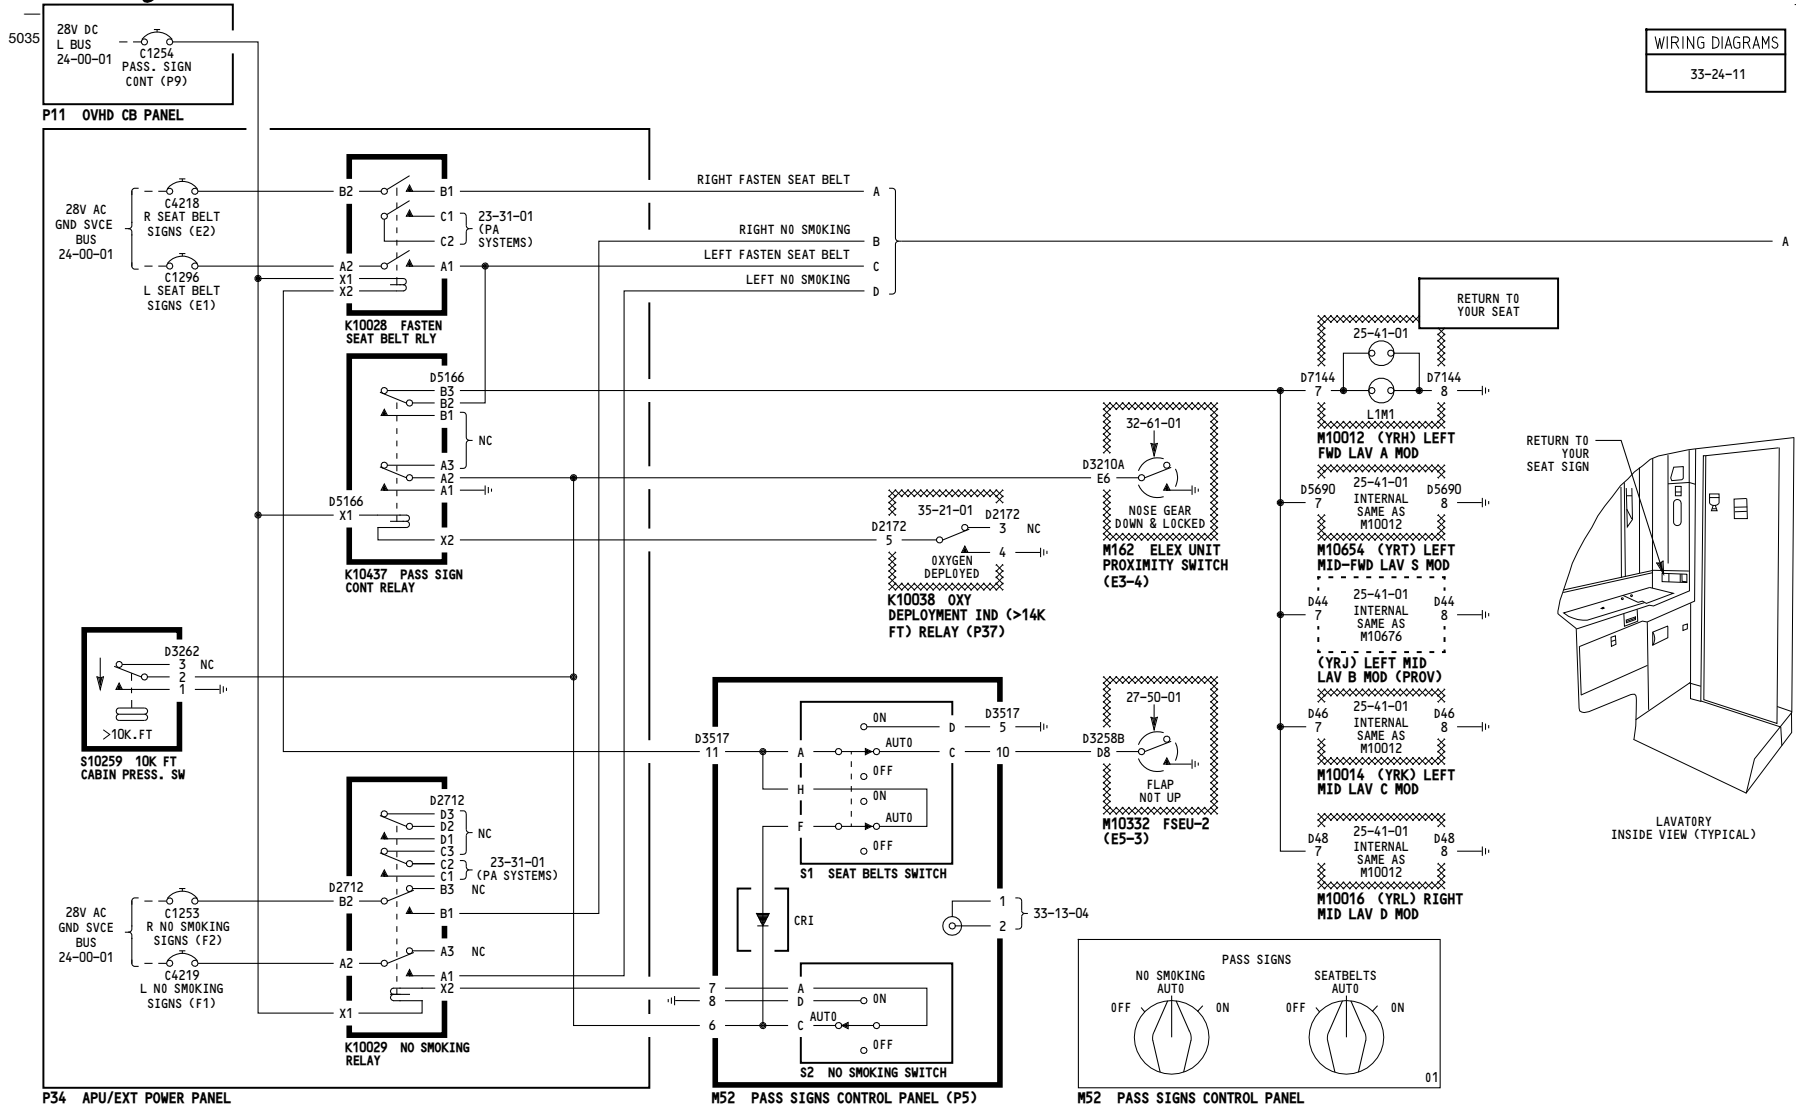 5035
28V DC
L BUS
24-00-01
C1254
PASS. SIGN
CONT (P9)
P11 OVHD CB PANEL
WIRING DIAGRAMS
33-24-11
28V AC
GND SVCE
BUS
24-00-01
C4218
R SEAT BELT
SIGNS (E2)
C1296
L SEAT BELT
SIGNS (E1)
B2
B1
C1
C2
23-31-01
(PA
SYSTEMS)
A2
A1
X1
X2
K10028 FASTEN
SEAT BELT RLY
RIGHT FASTEN SEAT BELT
A
RIGHT NO SMOKING
B
LEFT FASTEN SEAT BELT
C
LEFT NO SMOKING
D
A
D5166
B3
B2
B1
NC
A3
A2
A1
D5166
X1
X2
K10437 PASS SIGN
CONT RELAY
D2172
5
35-21-01
D2172
3 NC
4
OXYGEN
DEPLOYED
K10038 OXY
DEPLOYMENT IND (>14K
FT) RELAY (P37)
32-61-01
D3210A
E6
NOSE GEAR
DOWN & LOCKED
M162 ELEX UNIT
PROXIMITY SWITCH
(E3-4)
RETURN TO
YOUR SEAT
25-41-01
D7144
7
D7144
8
L1M1
M10012 (YRH) LEFT
FWD LAV A MOD
D5690
7
25-41-01
INTERNAL
SAME AS
M10012
D5690
8
M10654 (YRT) LEFT
MID-FWD LAV S MOD
D44
7
25-41-01
INTERNAL
SAME AS
M10676
D44
8
(YRJ) LEFT MID
LAV B MOD (PROV)
D46
7
25-41-01
INTERNAL
SAME AS
M10012
D46
8
M10014 (YRK) LEFT
MID LAV C MOD
D48
7
25-41-01
INTERNAL
SAME AS
M10012
D48
8
M10016 (YRL) RIGHT
MID LAV D MOD
RETURN TO
YOUR
SEAT SIGN
LAVATORY
INSIDE VIEW (TYPICAL)
D3262
3 NC
2
1
>10K.FT
S10259 10K FT
CABIN PRESS. SW
D3517
11
ON
D
D3517
5
A
AUTO
C
10
OFF
H
ON
F
AUTO
OFF
S1 SEAT BELTS SWITCH
27-50-01
D3258B
D8
FLAP
NOT UP
M10332 FSEU-2
(E5-3)
D2712
D3
D2
D1
NC
C3
C2
C1
23-31-01
(PA SYSTEMS)
D2712
B2
B3 NC
B1
28V AC
GND SVCE
BUS
24-00-01
C1253
R NO SMOKING
SIGNS (F2)
C4219
L NO SMOKING
SIGNS (F1)
A2
A3 NC
A1
X2
X1
K10029 NO SMOKING
RELAY
CRI
1
2
33-13-04
7
A
8
D
ON
6
C
AUTO
OFF
S2 NO SMOKING SWITCH
PASS SIGNS
NO SMOKING
AUTO
OFF
ON
SEATBELTS
AUTO
OFF
ON
01
P34 APU/EXT POWER PANEL
M52 PASS SIGNS CONTROL PANEL (P5)
M52 PASS SIGNS CONTROL PANEL